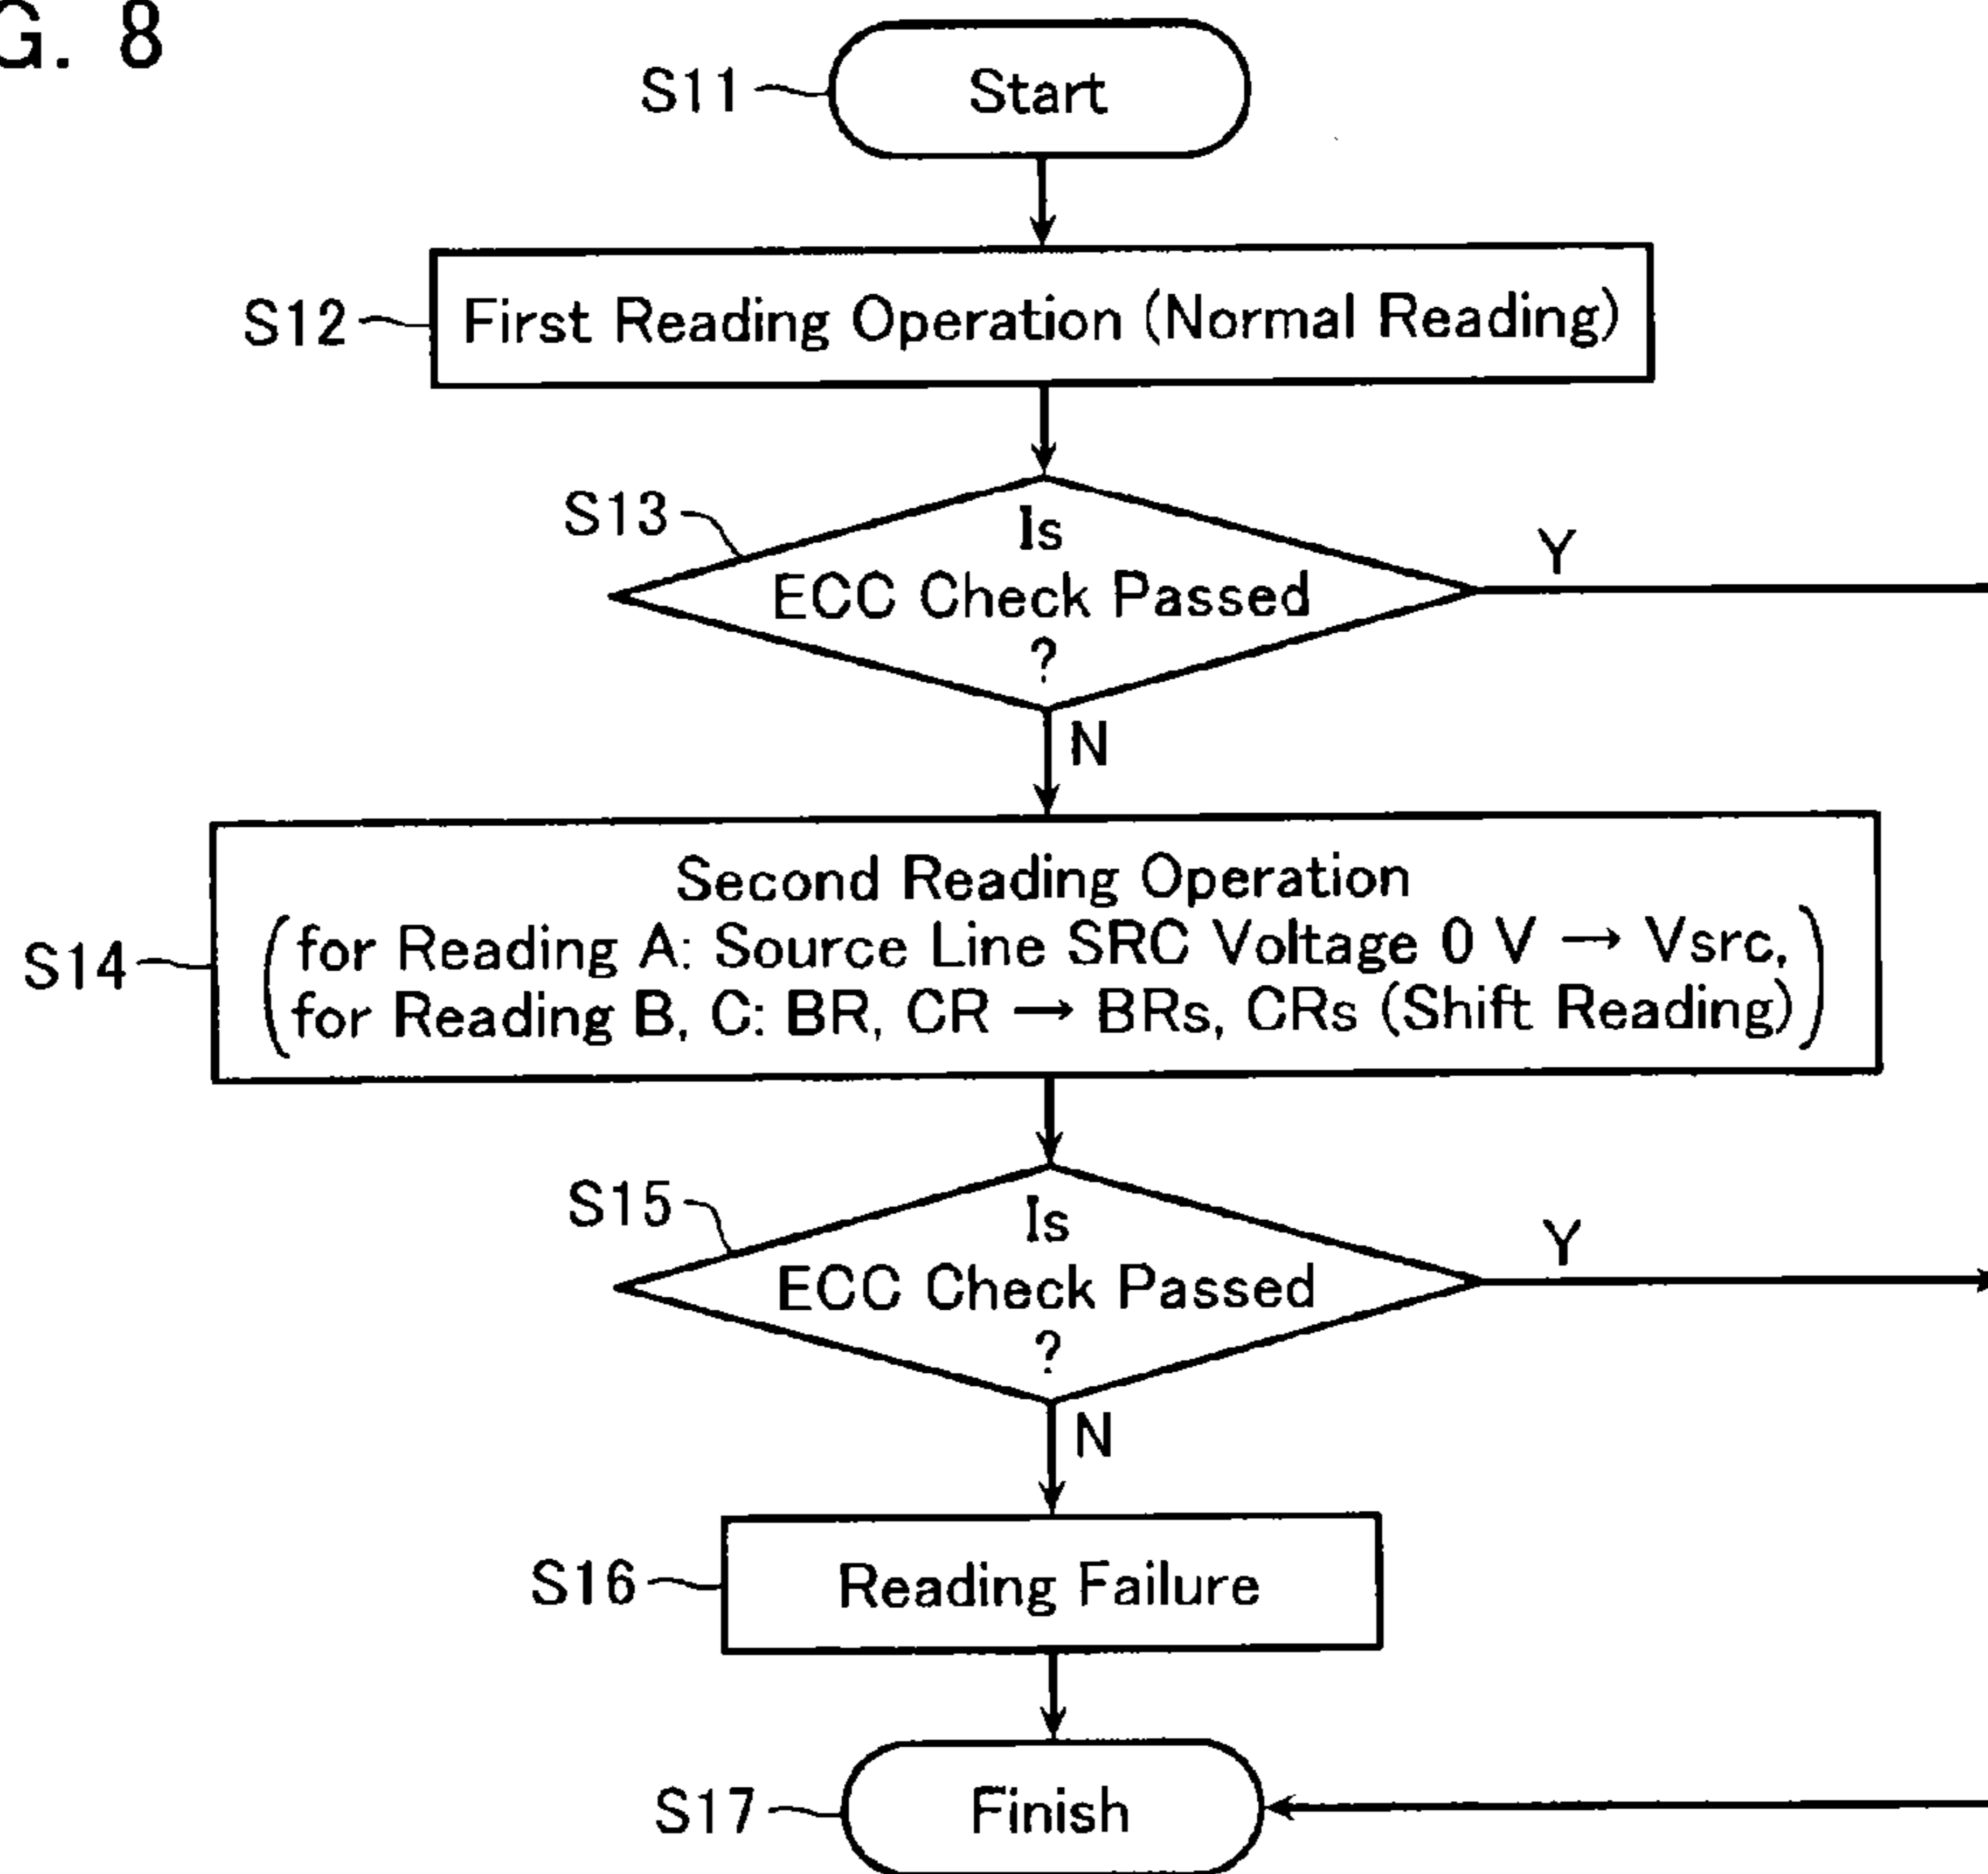 G. 8
S11
Start
S12
First Reading Operation (Normal Reading)
S13
Is
ECC Check Passed
?
Y
N
S14
Second Reading Operation
(for Reading A: Source Line SRC Voltage 0 V → Vsrc,
for Reading B, C: BR, CR → BRs, CRs (Shift Reading))
S15
Is
ECC Check Passed
?
Y
N
S16
Reading Failure
S17
Finish